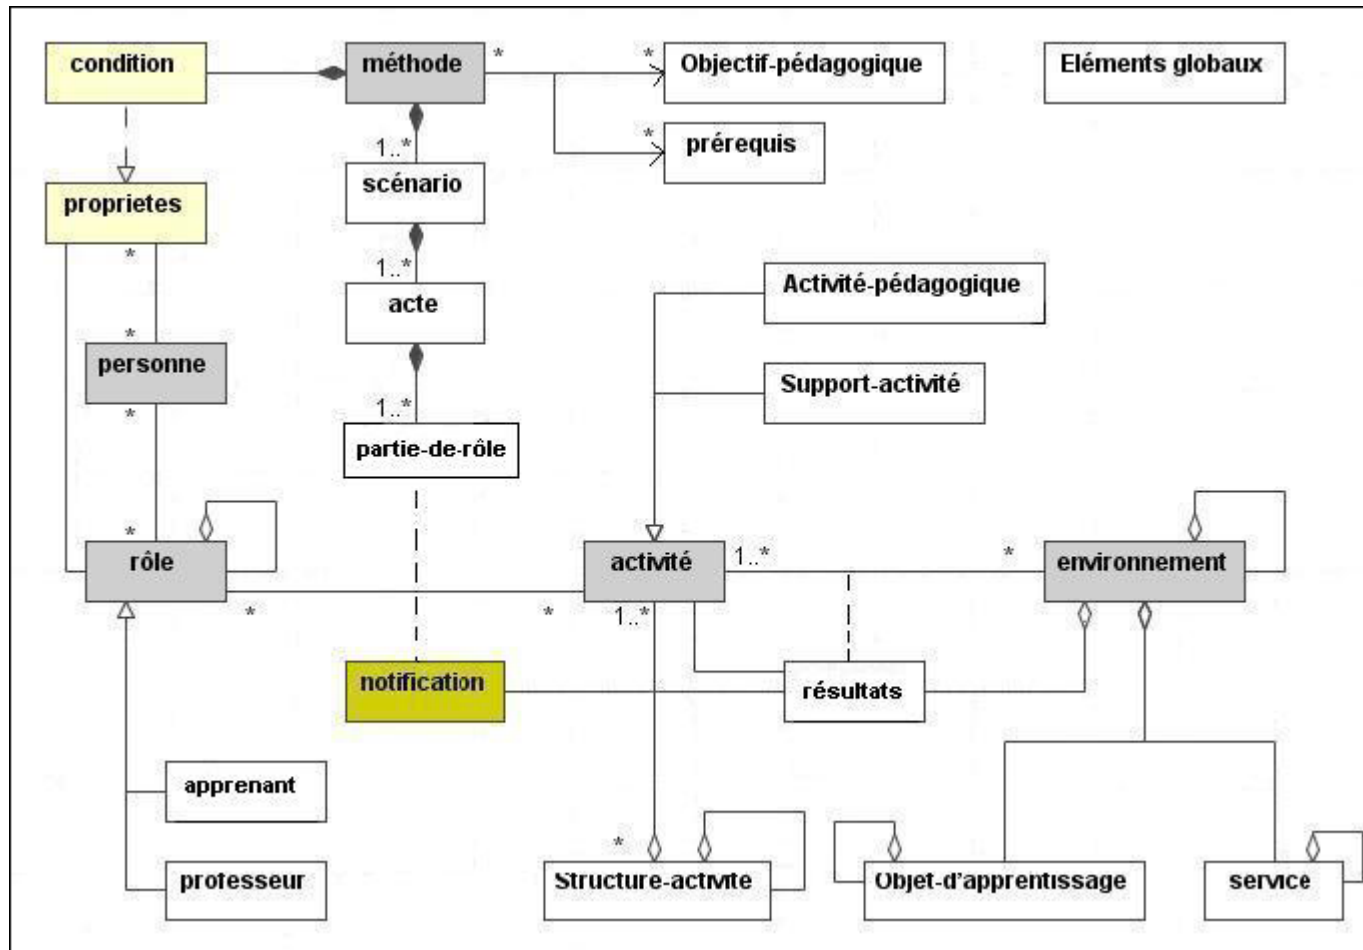 condition
méthode
*
*
Objectif-pédagogique
Eléments globaux
*
prérequis
1..*
scénario
proprietes
*
1..*
acte
Activité-pédagogique
*
personne
*
Support-activité
1..*
partie-de-rôle
*
rôle
activité
1..*
*
environnement
*
*
1..*
notification
résultats
apprenant
*
professeur
Structure-activité
Objet-d'apprentissage
service